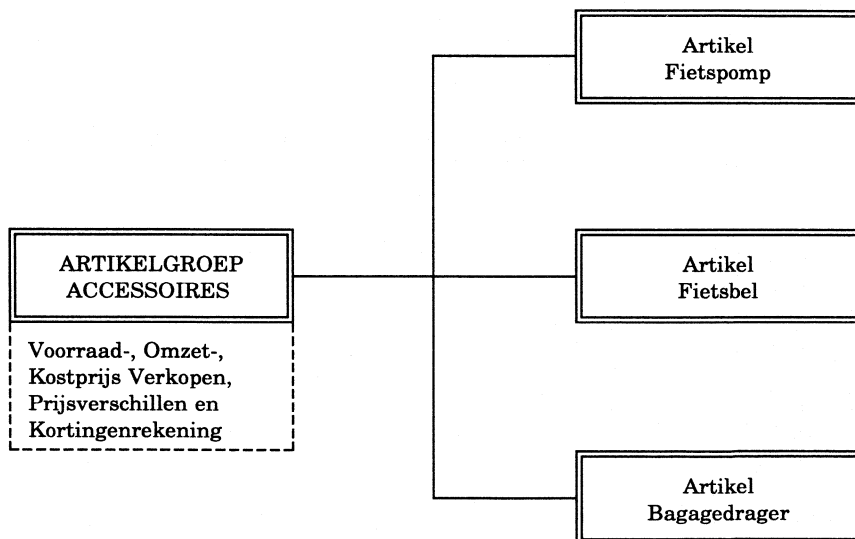 Artikel
Fietspomp
ARTIKELGROEP
ACCESSOIRES
Voorraad-, Omzet-,
Kostprijs Verkopen,
Prijsverschillen en
Kortingenrekening
Artikel
Fietsbel
Artikel
Bagagedrager